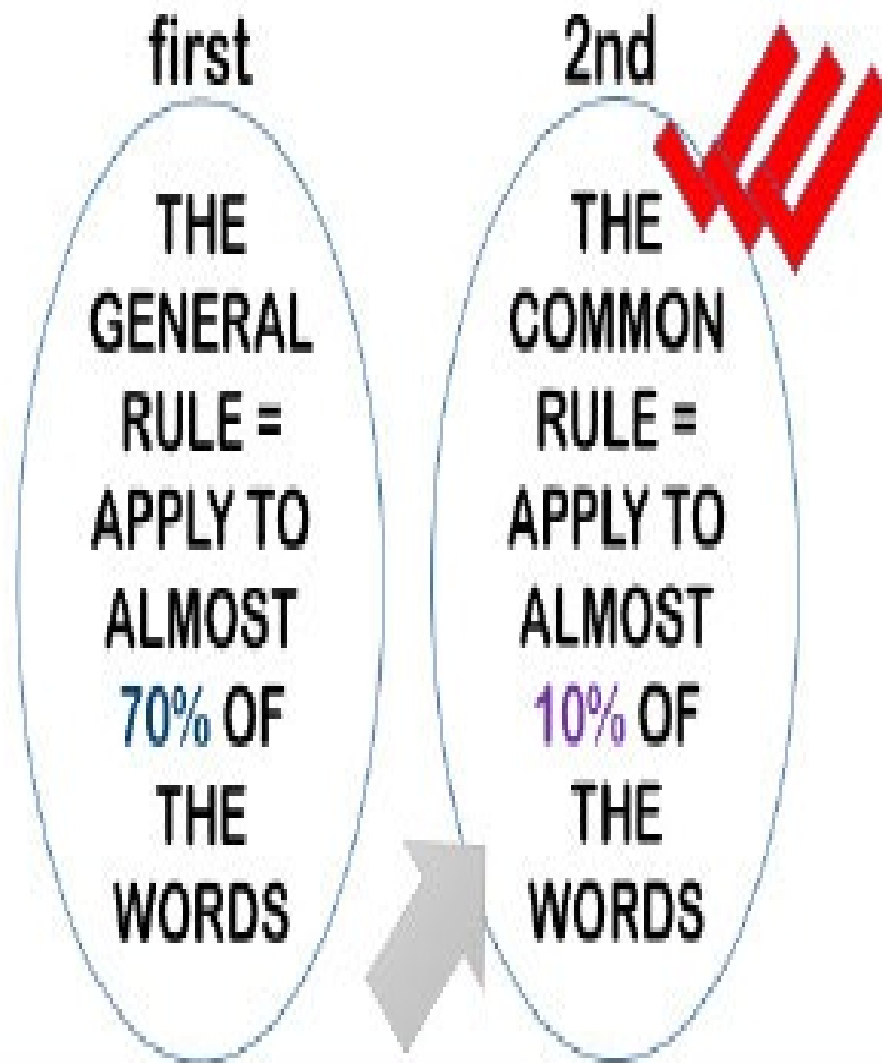 first
THE
GENERAL
RULE =
APPLY TO
ALMOST
70% OF
THE
WORDS
2nd
THE
COMMON
RULE =
APPLY TO
ALMOST
10% OF
THE
WORDS